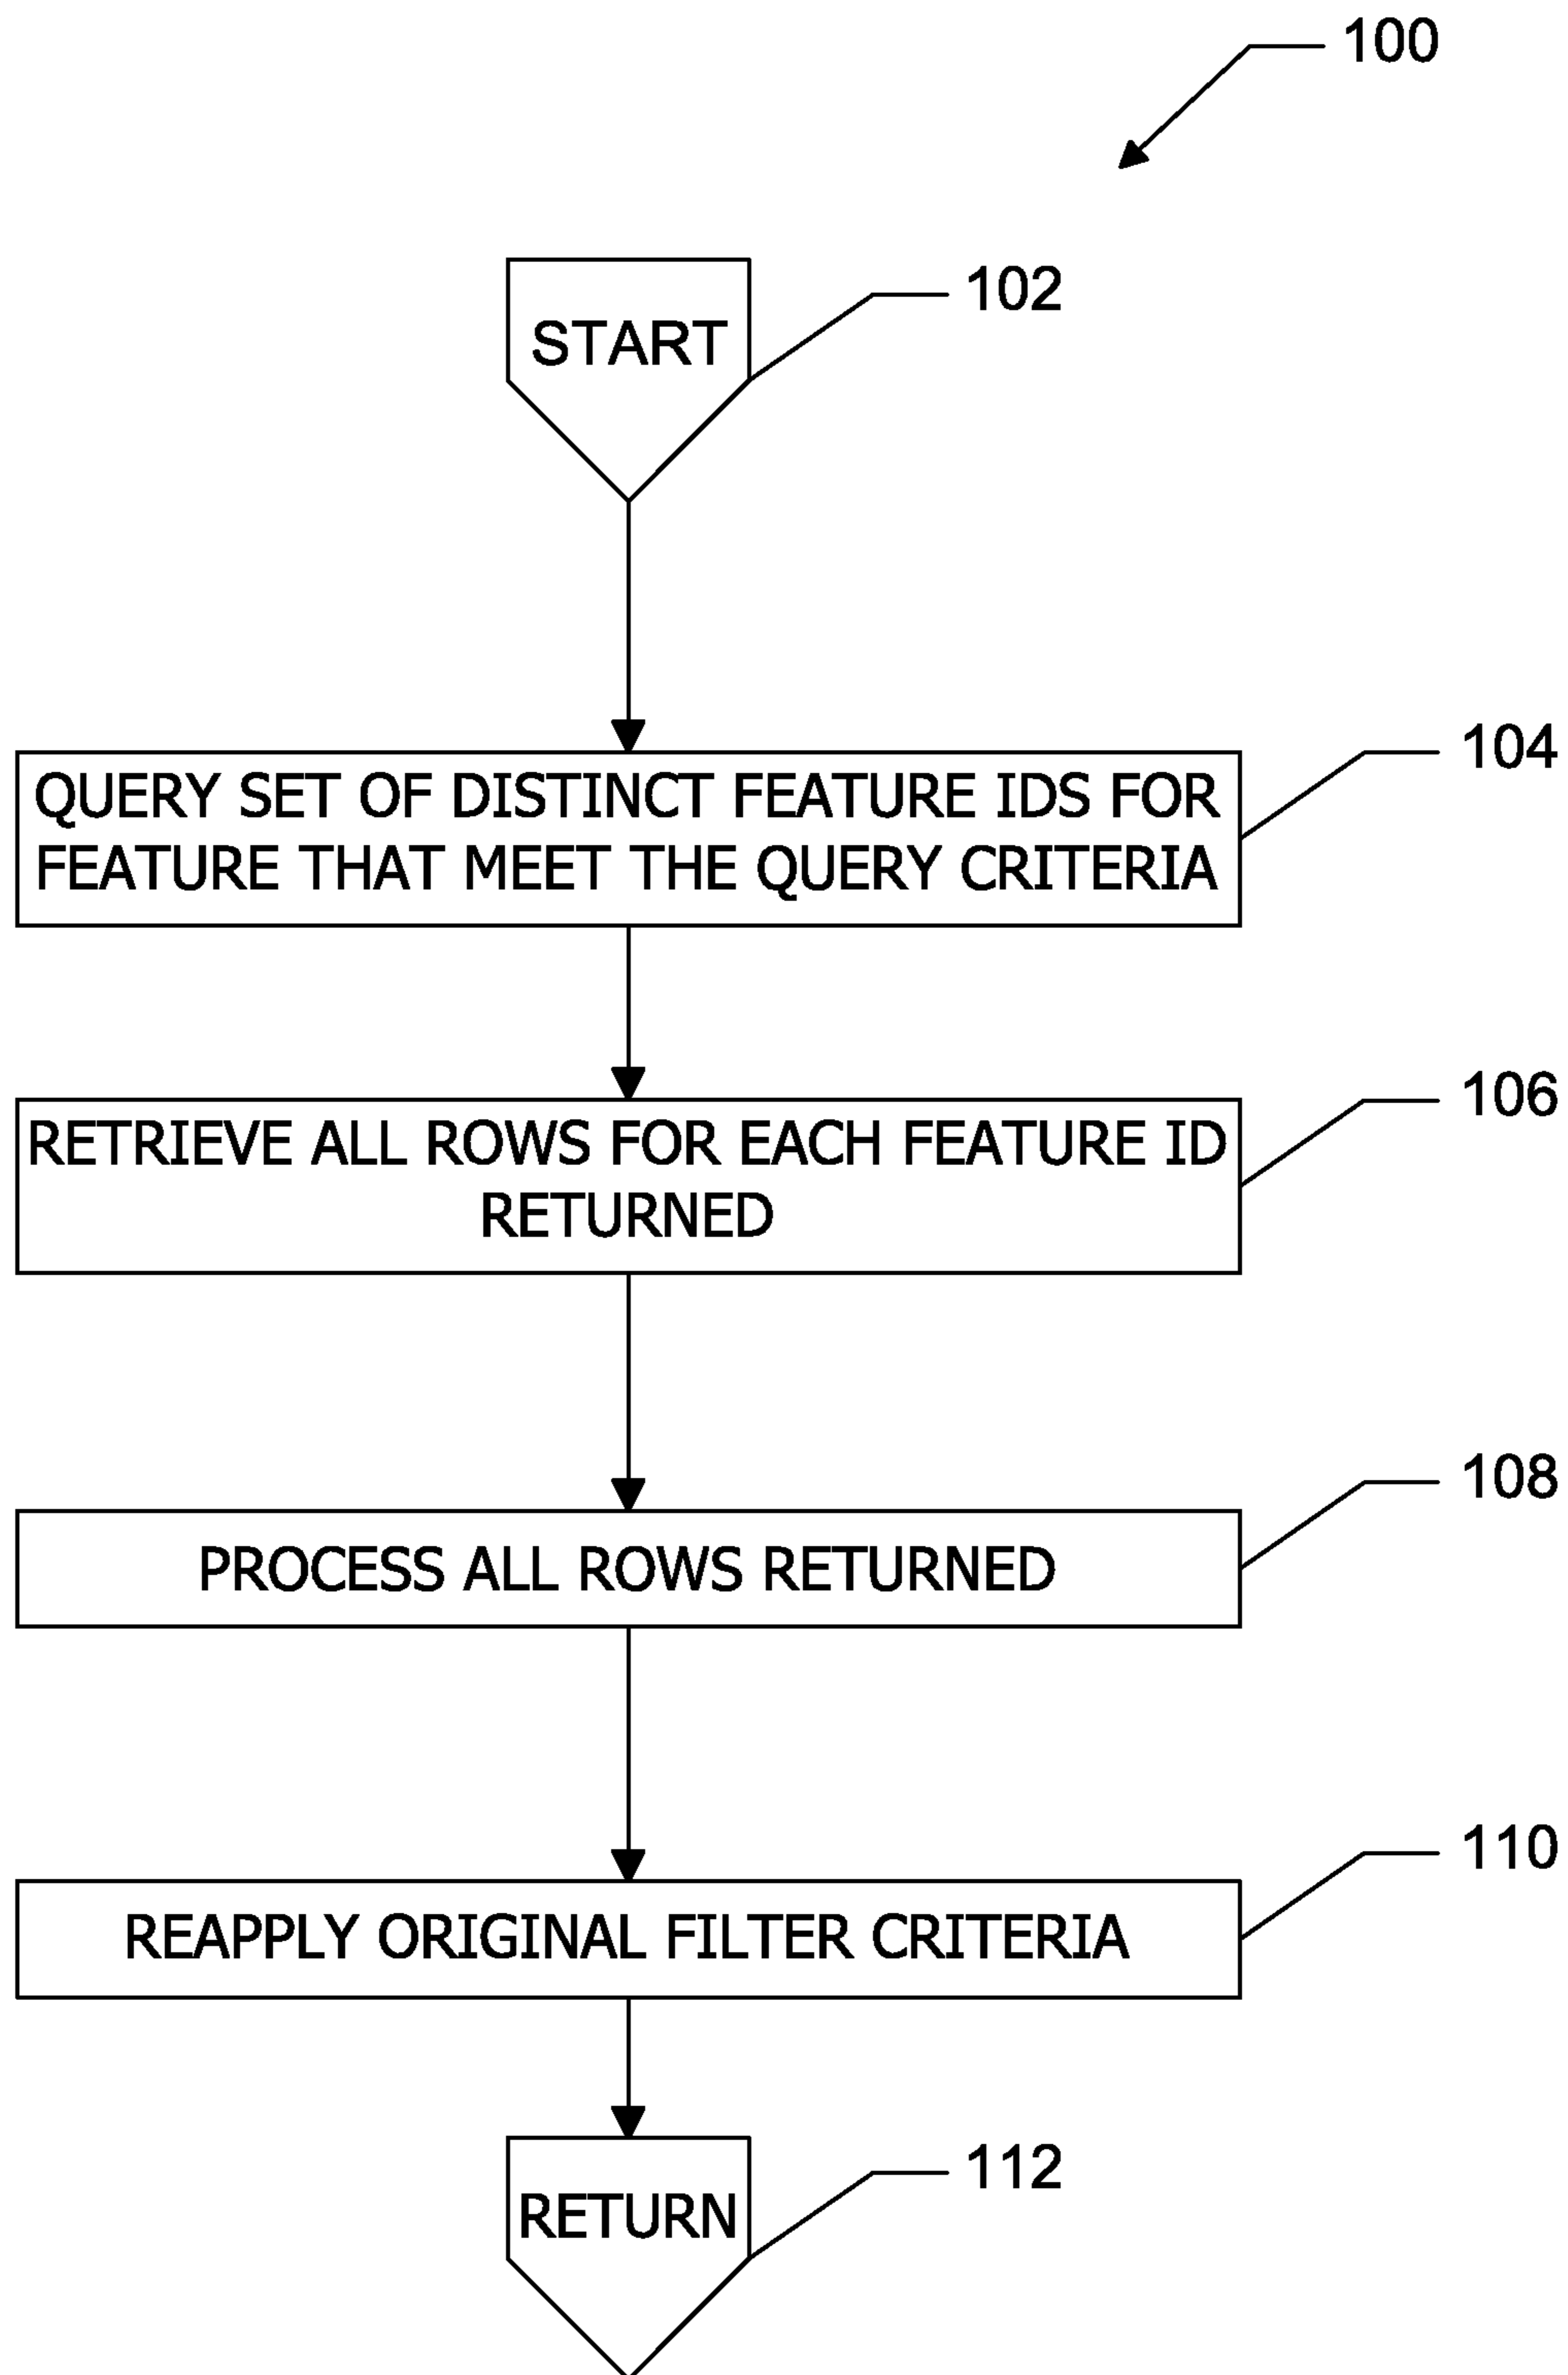 100
START
102
QUERY SET OF DISTINCT FEATURE IDS FOR
FEATURE THAT MEET THE QUERY CRITERIA
104
RETRIEVE ALL ROWS FOR EACH FEATURE ID
RETURNED
106
PROCESS ALL ROWS RETURNED
108
REAPPLY ORIGINAL FILTER CRITERIA
110
RETURN
112